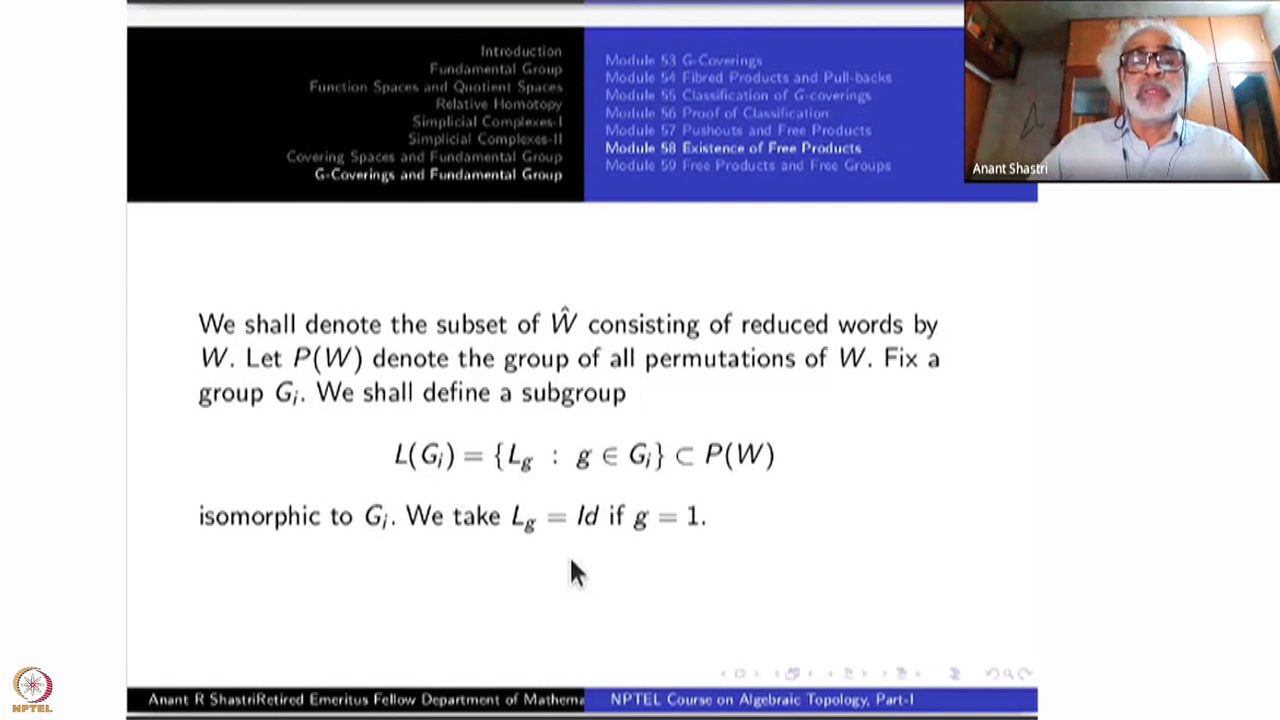 Introduction
Fundamental Group
Function Spaces and Quotient Spaces
Relative Homotopy
Simplicial Complexes-I
Simplicial Complexes-II
Covering Spaces and Fundamental Group
G-Coverings and Fundamental Group
Module 53 G-Coverings
Module 54 Fibred Products and Pull-backs
Module 55 Classification of G-coverings
Module 56 Proof of Classification
Module 57 Pushouts and Free Products
Module 58 Existence of Free Products
Module 59 Free Products and Free Groups
Anant Shastri
We shall denote the subset of Ŵ consisting of reduced words by
W. Let P(W) denote the group of all permutations of W. Fix a
group G_i. We shall define a subgroup
L(G_i) = {L_g : g ∈ G_i} ⊂ P(W)
isomorphic to G_i. We take L_g = Id if g = 1.
NPTEL
Anant R ShastriRetired Emeritus Fellow Department of Mathema
NPTEL Course on Algebraic Topology, Part-I